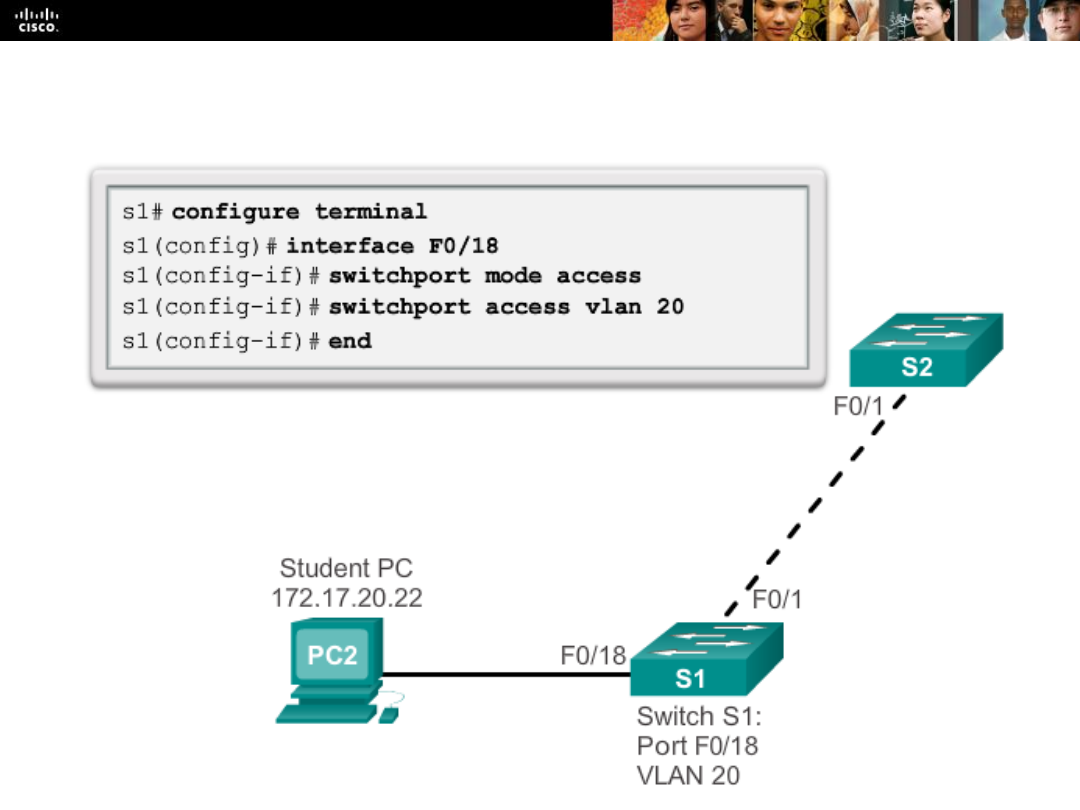 cisco.
s1# configure terminal
s1(config)# interface F0/18
s1(config-if)# switchport mode access
s1(config-if)# switchport access vlan 20
s1(config-if)# end
S2
F0/1
Student PC
172.17.20.22
F0/1
PC2
F0/18
S1
Switch S1:
Port F0/18
VLAN 20